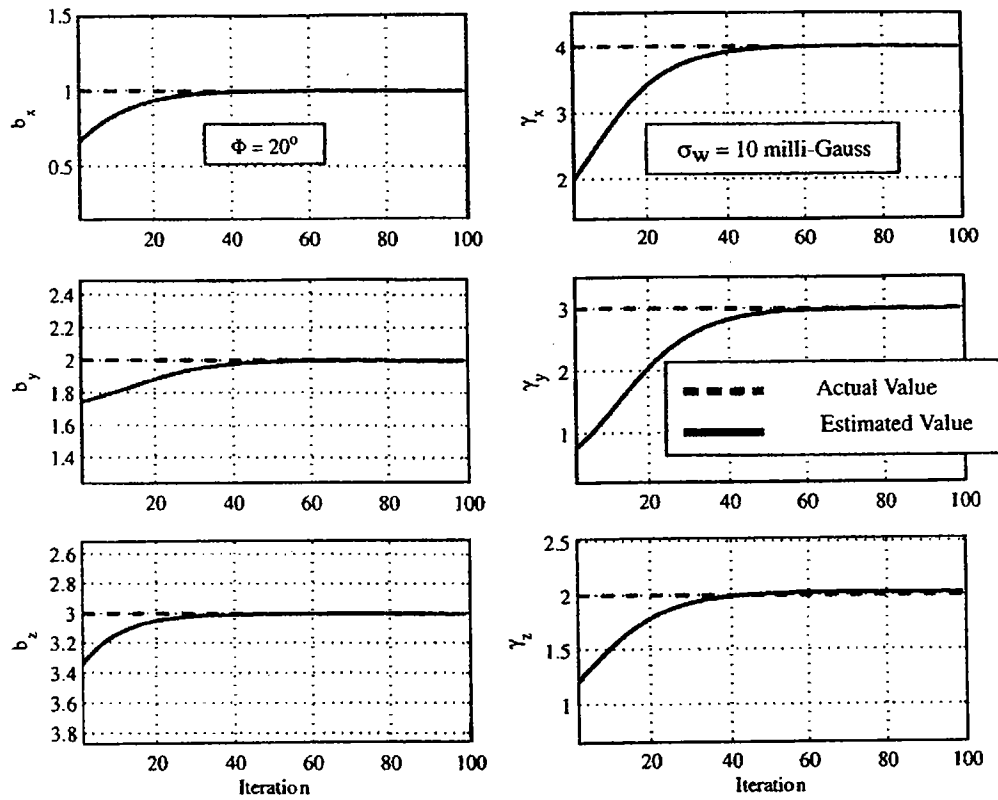 1.5
1
0.5
b_x
Φ = 20°
20 40 60 80 100
4
3
2
γ_x
σ_w = 10 milli-Gauss
20 40 60 80 100
2.4
2.2
2
1.8
1.6
1.4
b_y
20 40 60 80 100
3
2
1
γ_y
Actual Value
Estimated Value
20 40 60 80 100
2.6
2.8
3
3.2
3.4
3.6
3.8
b_z
20 40 60 80 100
Iteration
2.5
2
1.5
1
γ_z
20 40 60 80 100
Iteration